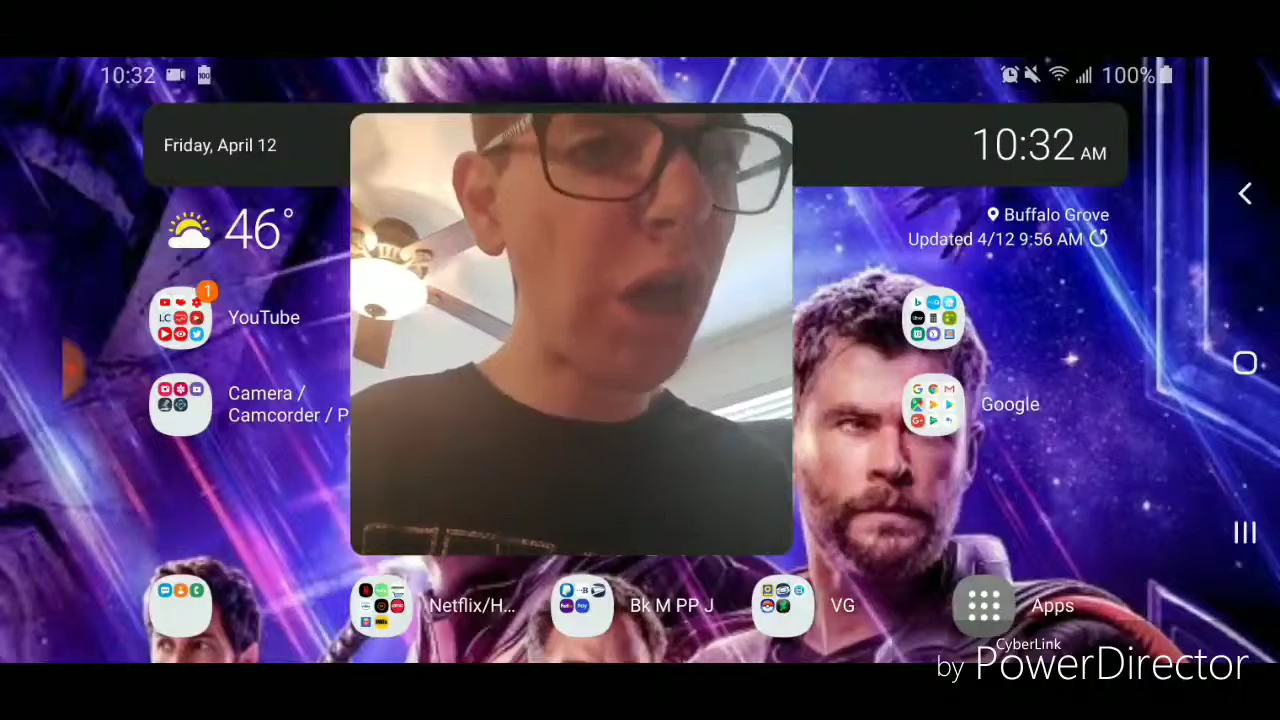 10:32
100%
Friday, April 12
10:32 AM
46°
Buffalo Grove
Updated 4/12 9:56 AM
1
YouTube
Camera /
Camcorder / P
Google
Netflix/H...
Bk M PP J
VG
Apps
CyberLink
by PowerDirector